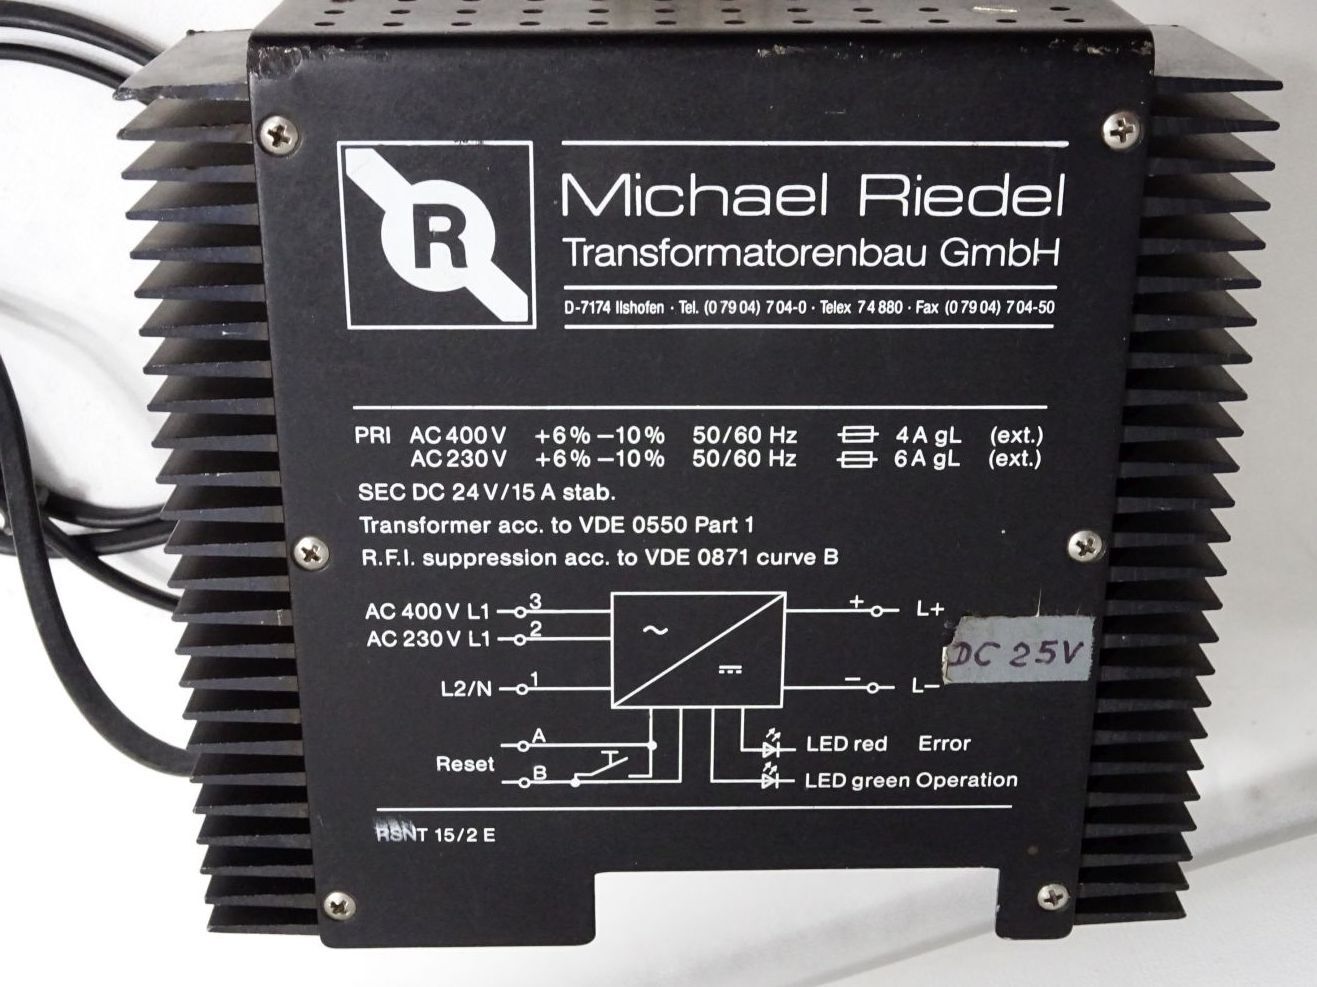 R
Michael Riedel
Transformatorenbau GmbH
D-7174 Ilshofen · Tel. (0 79 04) 7 04-0 · Telex 7 4 880 · Fax (0 79 04) 7 04-50
PRI AC 400 V +6 % –10 % 50/60 Hz 4 A gL (ext.)
AC 230 V +6 % –10 % 50/60 Hz 6 A gL (ext.)
SEC DC 24 V/15 A stab.
Transformer acc. to VDE 0550 Part 1
R.F.I. suppression acc. to VDE 0871 curve B
AC 400 V L1 3 + L+
AC 230 V L1 2
DC 25V
L2/N 1 – L–
A LED red Error
Reset
B LED green Operation
RSNT 15/2 E